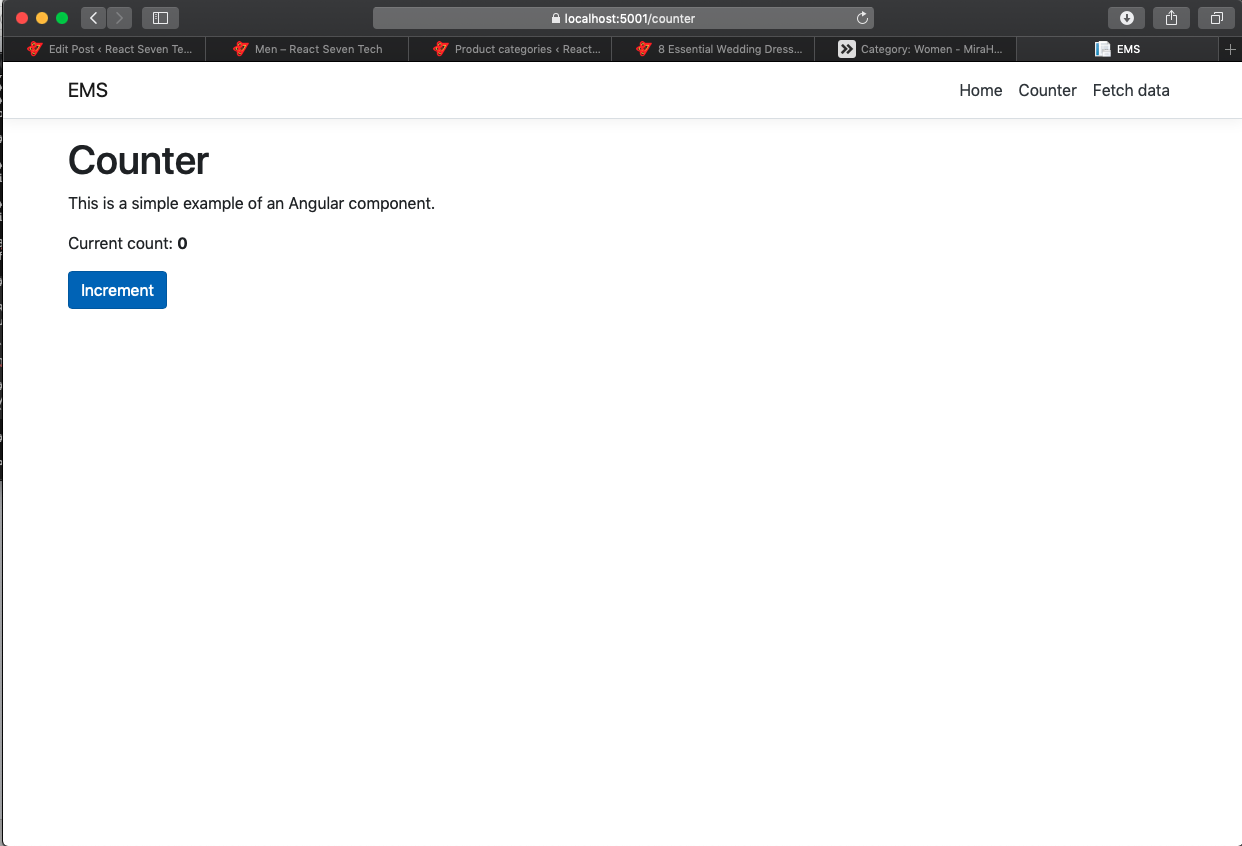 localhost:5001/counter
Edit Post ‹ React Seven Te...
Men – React Seven Tech
Product categories ‹ React...
8 Essential Wedding Dress...
Category: Women - MiraH...
EMS
EMS
Home
Counter
Fetch data
Counter
This is a simple example of an Angular component.
Current count: 0
Increment